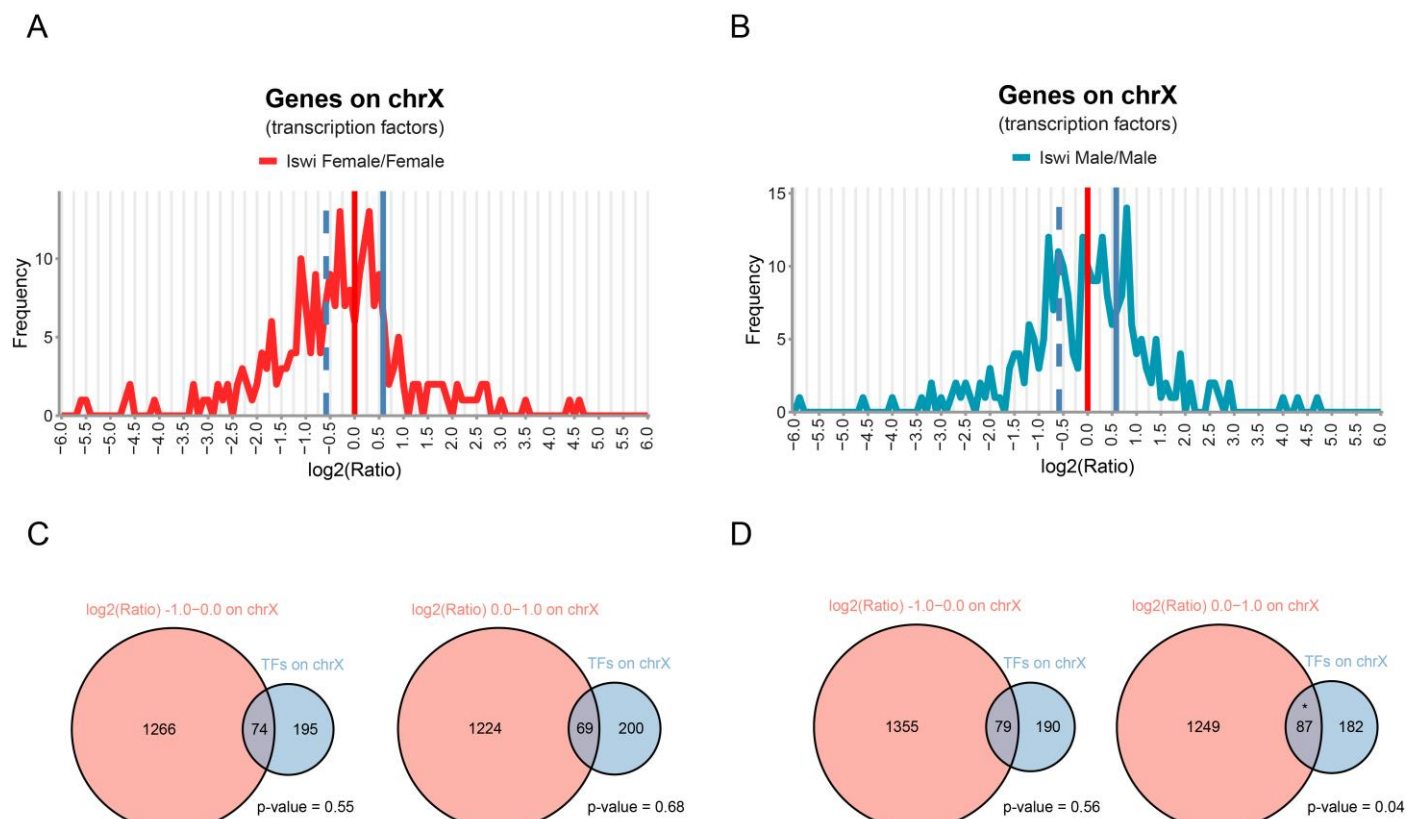 A
Genes on chrX
(transcription factors)
Iswi Female/Female
Frequency
10
5
0
−6.0 −5.5 −5.0 −4.5 −4.0 −3.5 −3.0 −2.5 −2.0 −1.5 −1.0 −0.5 0.0 0.5 1.0 1.5 2.0 2.5 3.0 3.5 4.0 4.5 5.0 5.5 6.0
log2(Ratio)
B
Genes on chrX
(transcription factors)
Iswi Male/Male
Frequency
15
10
5
0
−6.0 −5.5 −5.0 −4.5 −4.0 −3.5 −3.0 −2.5 −2.0 −1.5 −1.0 −0.5 0.0 0.5 1.0 1.5 2.0 2.5 3.0 3.5 4.0 4.5 5.0 5.5 6.0
log2(Ratio)
C
log2(Ratio) -1.0−0.0 on chrX
TFs on chrX
1266 74 195
p-value = 0.55
log2(Ratio) 0.0−1.0 on chrX
TFs on chrX
1224 69 200
p-value = 0.68
D
log2(Ratio) -1.0−0.0 on chrX
TFs on chrX
1355 79 190
p-value = 0.56
log2(Ratio) 0.0−1.0 on chrX
TFs on chrX
*
1249 87 182
p-value = 0.04